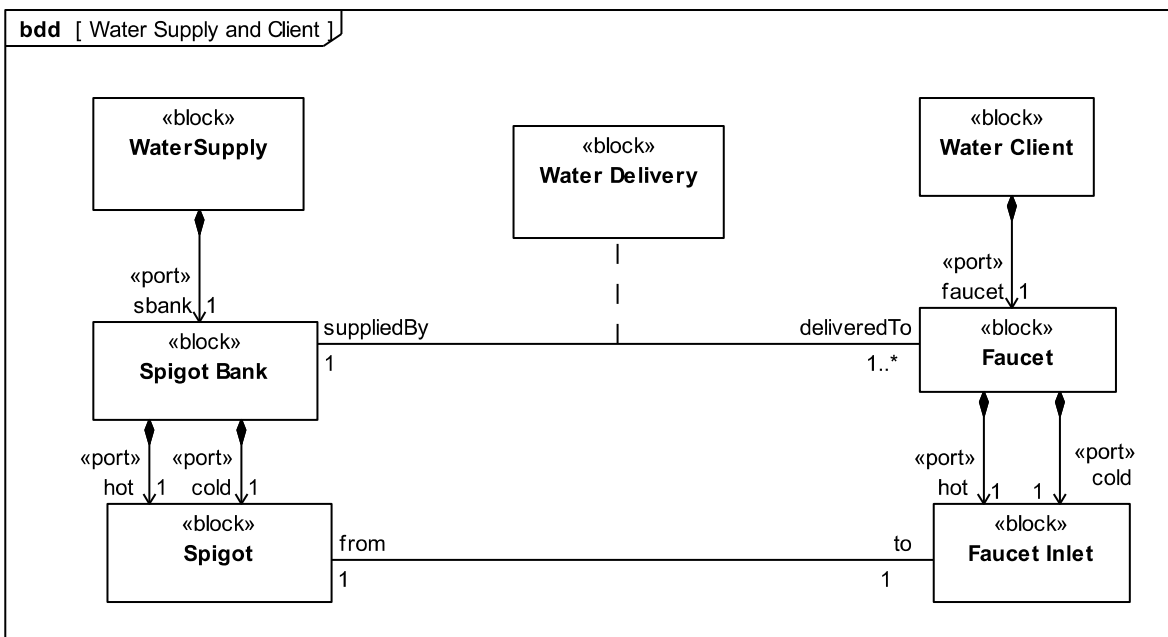 bdd [ Water Supply and Client ]
«block»
WaterSupply
«block»
Water Delivery
«block»
Water Client
«port»
sbank 1
«port»
faucet 1
«block»
Spigot Bank
suppliedBy
1
deliveredTo
1..*
«block»
Faucet
«port»
hot 1
«port»
cold 1
«port»
hot 1
«port»
1 cold
«block»
Spigot
from
1
to
1
«block»
Faucet Inlet